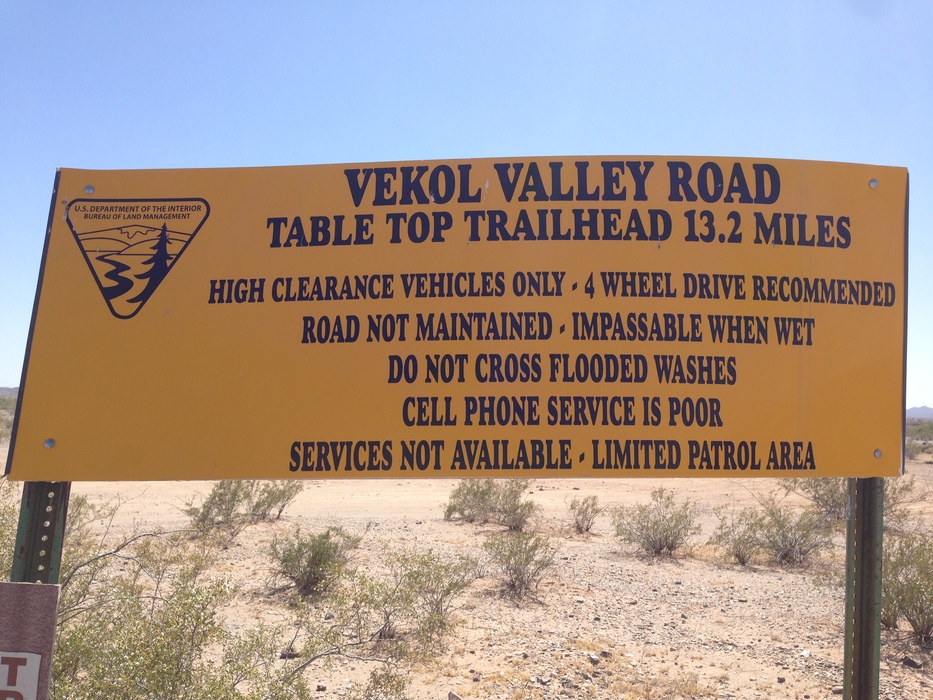 VEKOL VALLEY ROAD
TABLE TOP TRAILHEAD 13.2 MILES
U.S. DEPARTMENT OF THE INTERIOR
BUREAU OF LAND MANAGEMENT
HIGH CLEARANCE VEHICLES ONLY - 4 WHEEL DRIVE RECOMMENDED
ROAD NOT MAINTAINED - IMPASSABLE WHEN WET
DO NOT CROSS FLOODED WASHES
CELL PHONE SERVICE IS POOR
SERVICES NOT AVAILABLE - LIMITED PATROL AREA
T